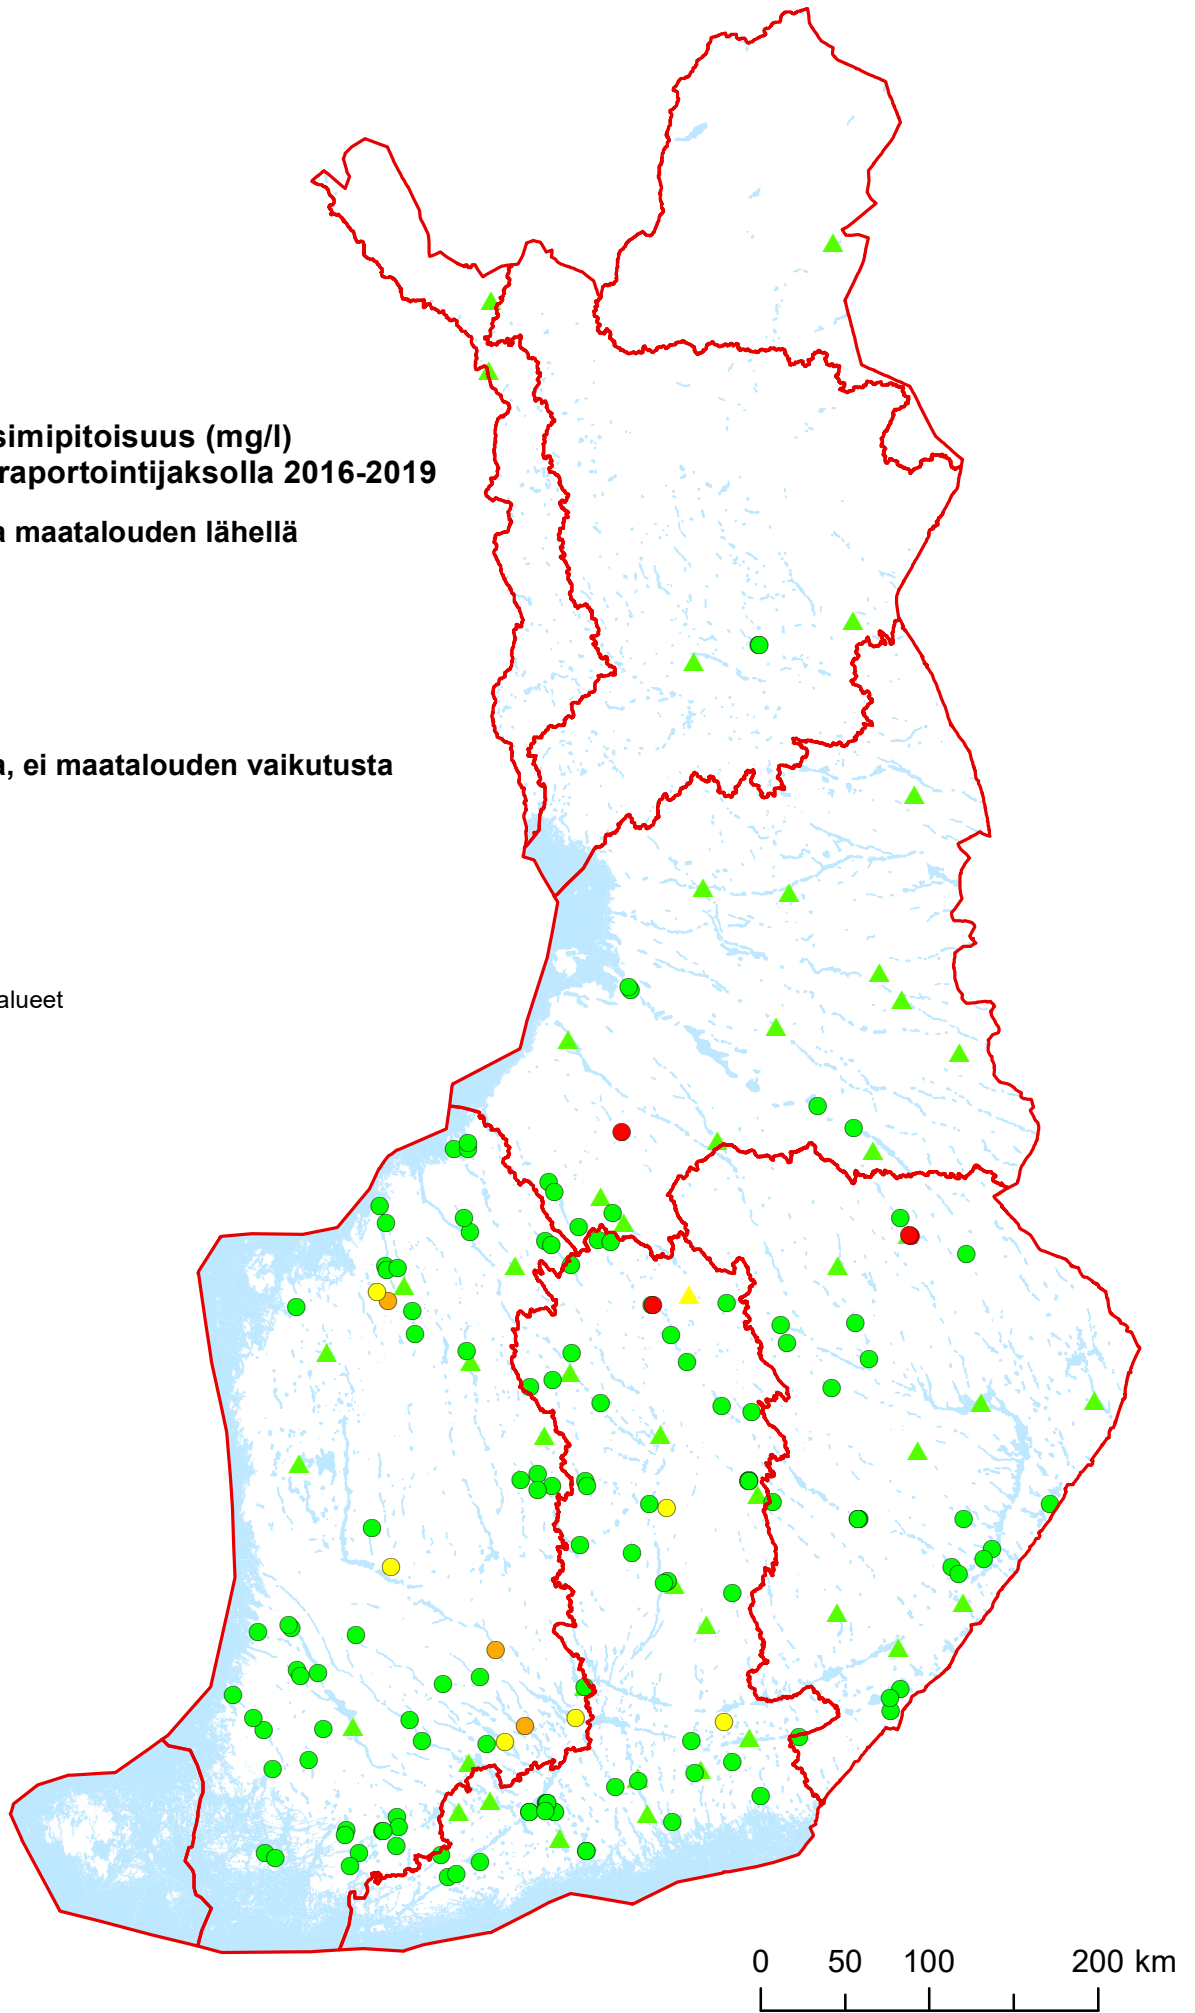 simipitoisuus (mg/l)
raportointijaksolla 2016-2019
a maatalouden lähellä
a, ei maatalouden vaikutusta
alueet
0 50 100 200 km